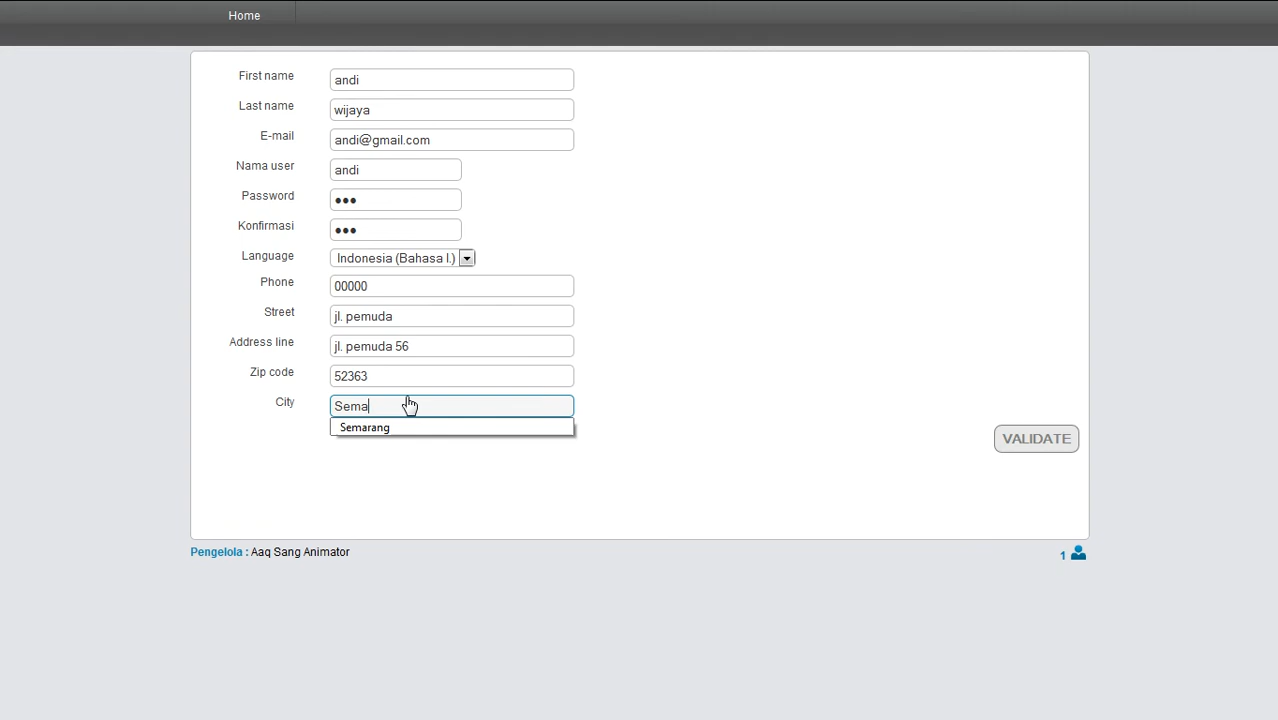 Home
First name andi
Last name wijaya
E-mail andi@gmail.com
Nama user andi
Password •••
Konfirmasi •••
Language Indonesia (Bahasa I.)
Phone 00000
Street jl. pemuda
Address line jl. pemuda 56
Zip code 52363
City Sema
Semarang
VALIDATE
Pengelola : Aaq Sang Animator
1